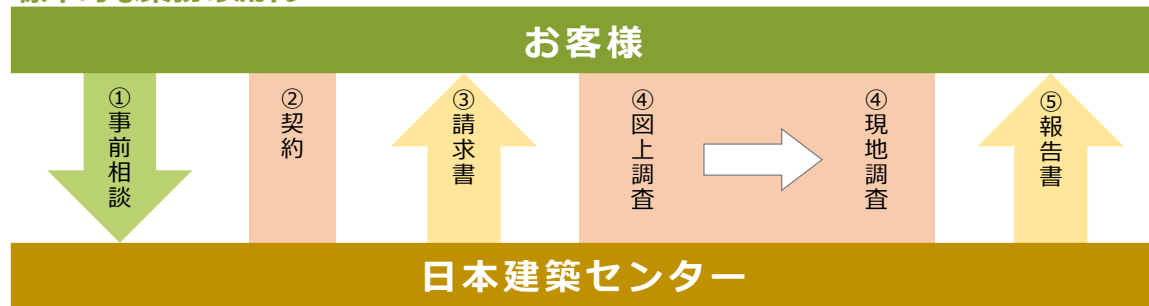 お客様
①事前相談
②契約
③請求書
④図上調査
④現地調査
⑤報告書
日本建築センター